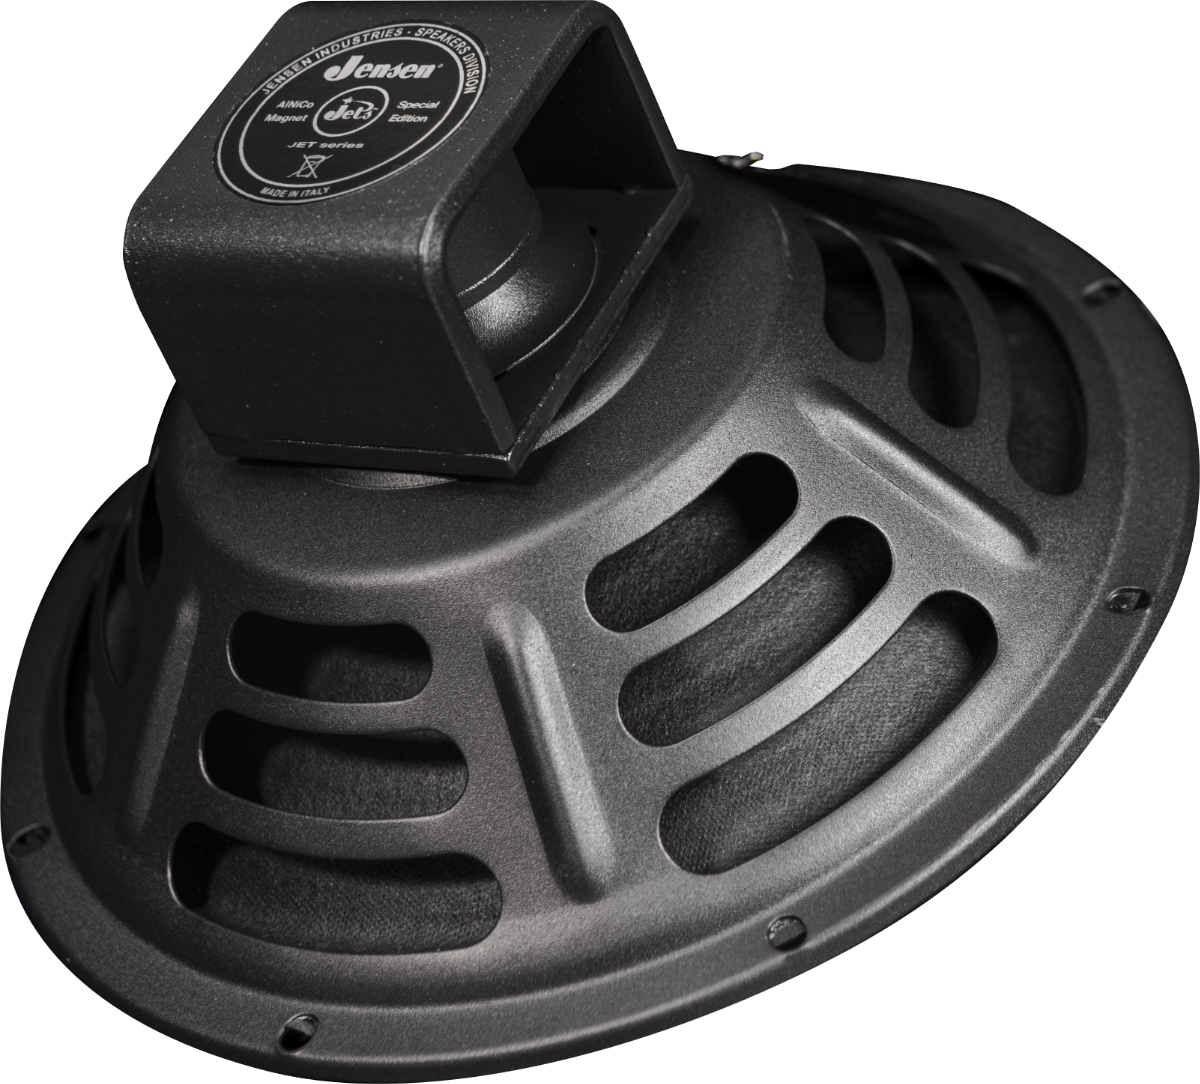 JENSEN INDUSTRIES - SPEAKERS DIVISION
Jensen®
AlNiCo
Magnet
Jets
Special
Edition
JET series
MADE IN ITALY